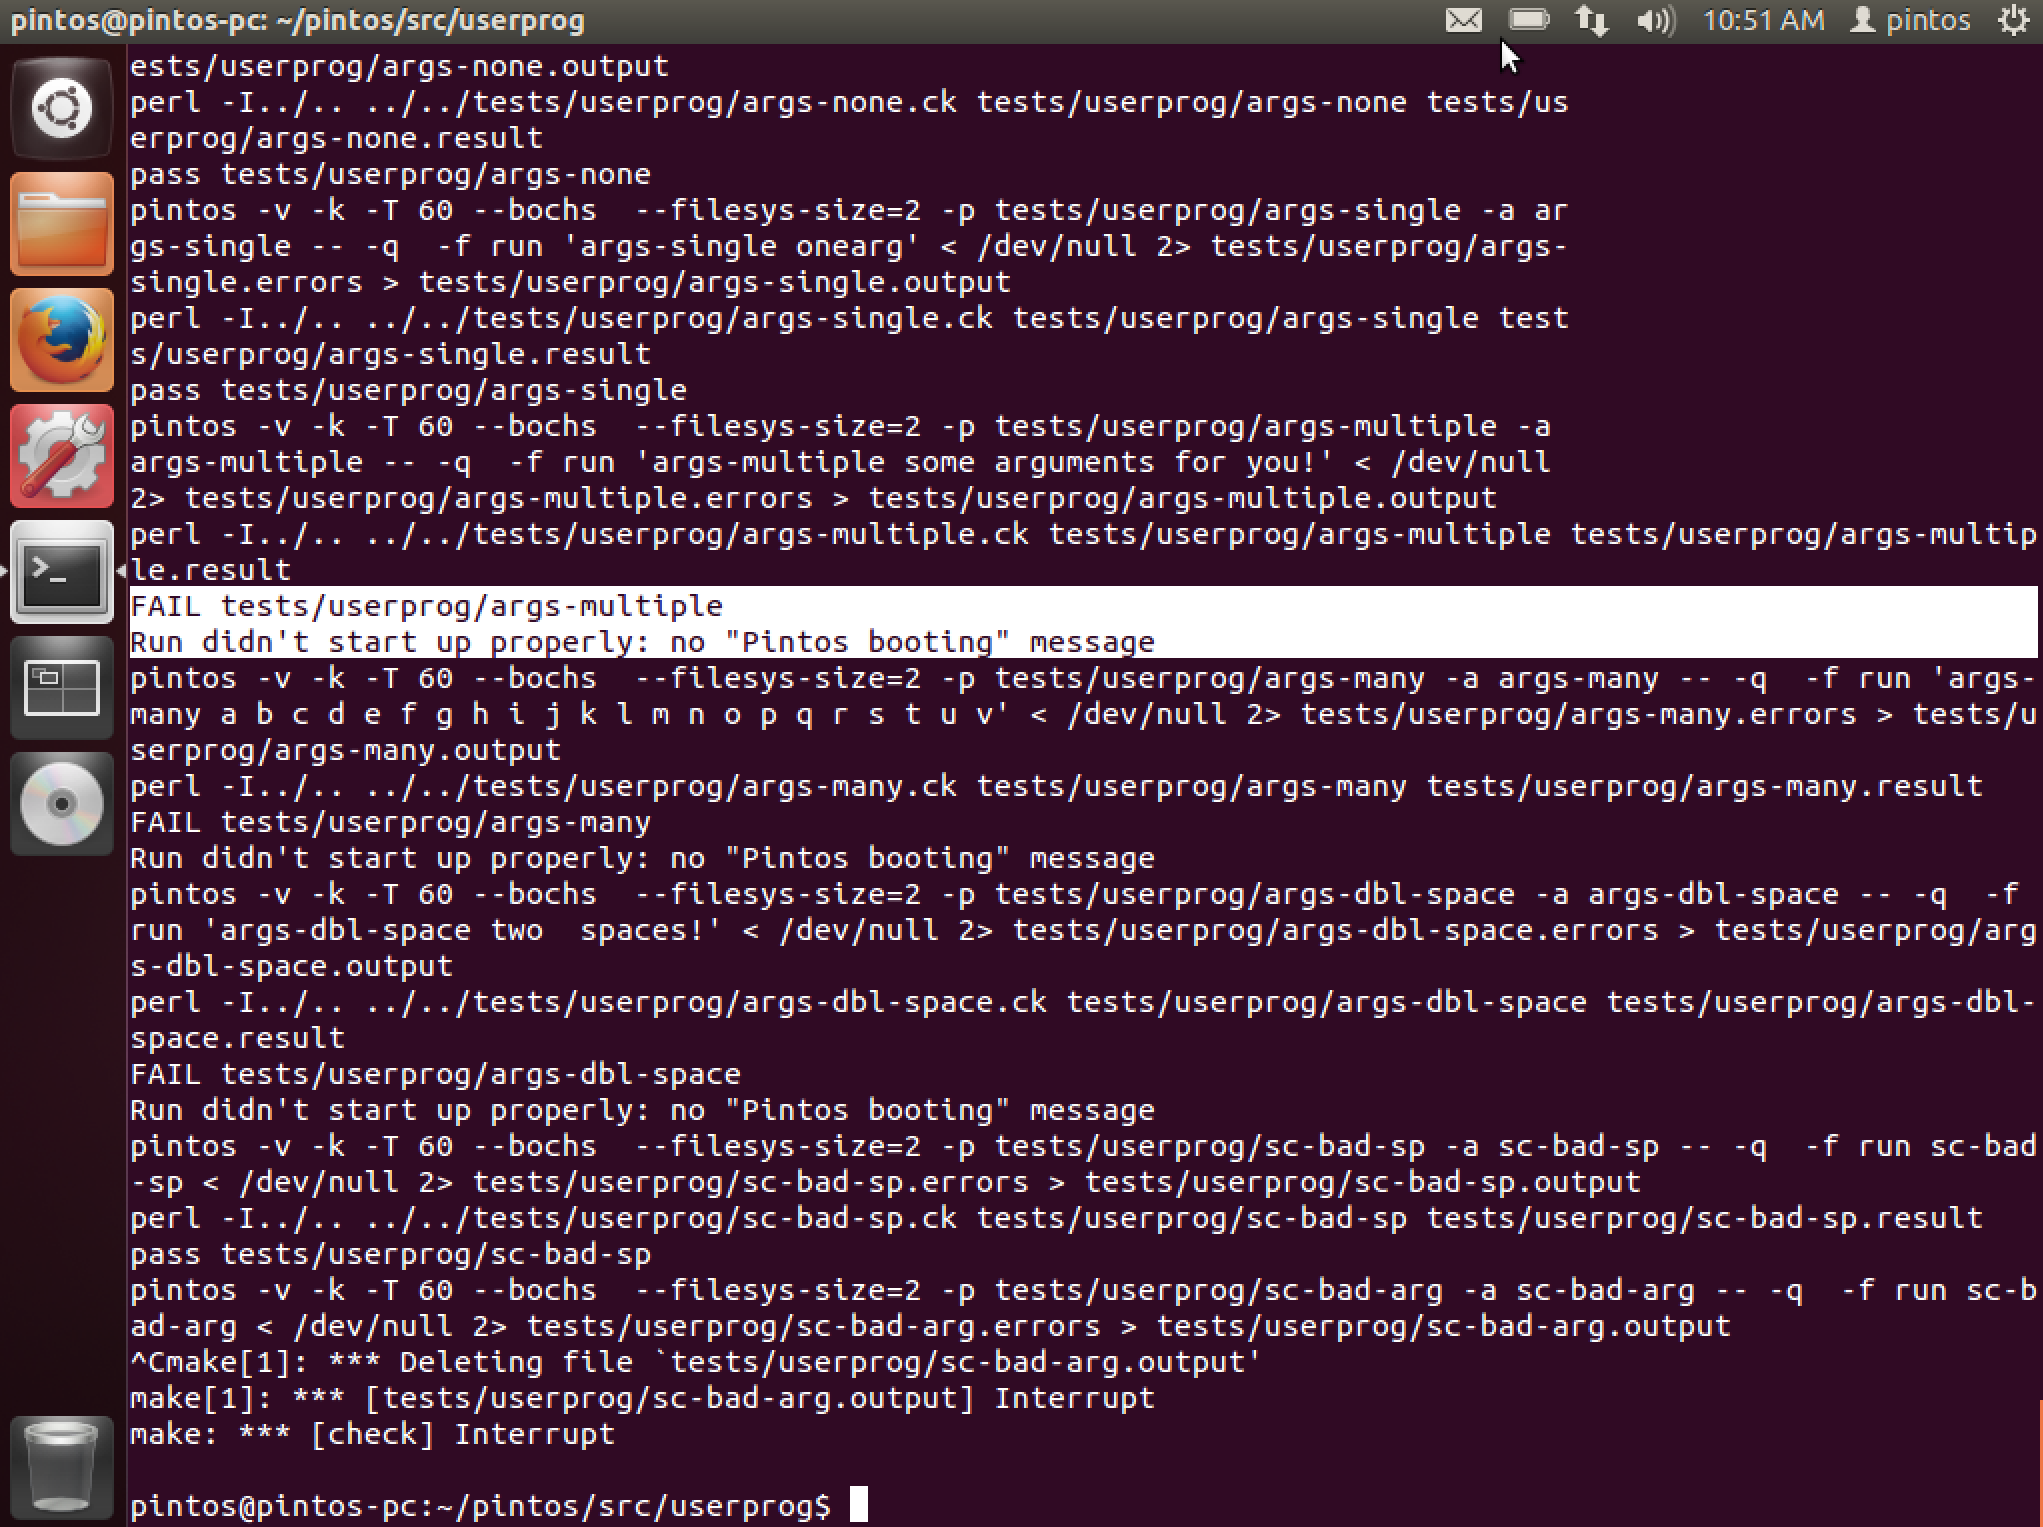 pintos@pintos-pc: ~/pintos/src/userprog
10:51 AM
pintos
ests/userprog/args-none.output
perl -I../.. ../../tests/userprog/args-none.ck tests/userprog/args-none tests/us
erprog/args-none.result
pass tests/userprog/args-none
pintos -v -k -T 60 --bochs  --filesys-size=2 -p tests/userprog/args-single -a ar
gs-single -- -q  -f run 'args-single onearg' < /dev/null 2> tests/userprog/args-
single.errors > tests/userprog/args-single.output
perl -I../.. ../../tests/userprog/args-single.ck tests/userprog/args-single test
s/userprog/args-single.result
pass tests/userprog/args-single
pintos -v -k -T 60 --bochs  --filesys-size=2 -p tests/userprog/args-multiple -a
args-multiple -- -q  -f run 'args-multiple some arguments for you!' < /dev/null
2> tests/userprog/args-multiple.errors > tests/userprog/args-multiple.output
perl -I../.. ../../tests/userprog/args-multiple.ck tests/userprog/args-multiple tests/userprog/args-multip
le.result
FAIL tests/userprog/args-multiple
Run didn't start up properly: no "Pintos booting" message
pintos -v -k -T 60 --bochs  --filesys-size=2 -p tests/userprog/args-many -a args-many -- -q  -f run 'args-
many a b c d e f g h i j k l m n o p q r s t u v' < /dev/null 2> tests/userprog/args-many.errors > tests/u
serprog/args-many.output
perl -I../.. ../../tests/userprog/args-many.ck tests/userprog/args-many tests/userprog/args-many.result
FAIL tests/userprog/args-many
Run didn't start up properly: no "Pintos booting" message
pintos -v -k -T 60 --bochs  --filesys-size=2 -p tests/userprog/args-dbl-space -a args-dbl-space -- -q  -f
run 'args-dbl-space two  spaces!' < /dev/null 2> tests/userprog/args-dbl-space.errors > tests/userprog/arg
s-dbl-space.output
perl -I../.. ../../tests/userprog/args-dbl-space.ck tests/userprog/args-dbl-space tests/userprog/args-dbl-
space.result
FAIL tests/userprog/args-dbl-space
Run didn't start up properly: no "Pintos booting" message
pintos -v -k -T 60 --bochs  --filesys-size=2 -p tests/userprog/sc-bad-sp -a sc-bad-sp -- -q  -f run sc-bad
-sp < /dev/null 2> tests/userprog/sc-bad-sp.errors > tests/userprog/sc-bad-sp.output
perl -I../.. ../../tests/userprog/sc-bad-sp.ck tests/userprog/sc-bad-sp tests/userprog/sc-bad-sp.result
pass tests/userprog/sc-bad-sp
pintos -v -k -T 60 --bochs  --filesys-size=2 -p tests/userprog/sc-bad-arg -a sc-bad-arg -- -q  -f run sc-b
ad-arg < /dev/null 2> tests/userprog/sc-bad-arg.errors > tests/userprog/sc-bad-arg.output
^Cmake[1]: *** Deleting file `tests/userprog/sc-bad-arg.output'
make[1]: *** [tests/userprog/sc-bad-arg.output] Interrupt
make: *** [check] Interrupt
pintos@pintos-pc:~/pintos/src/userprog$